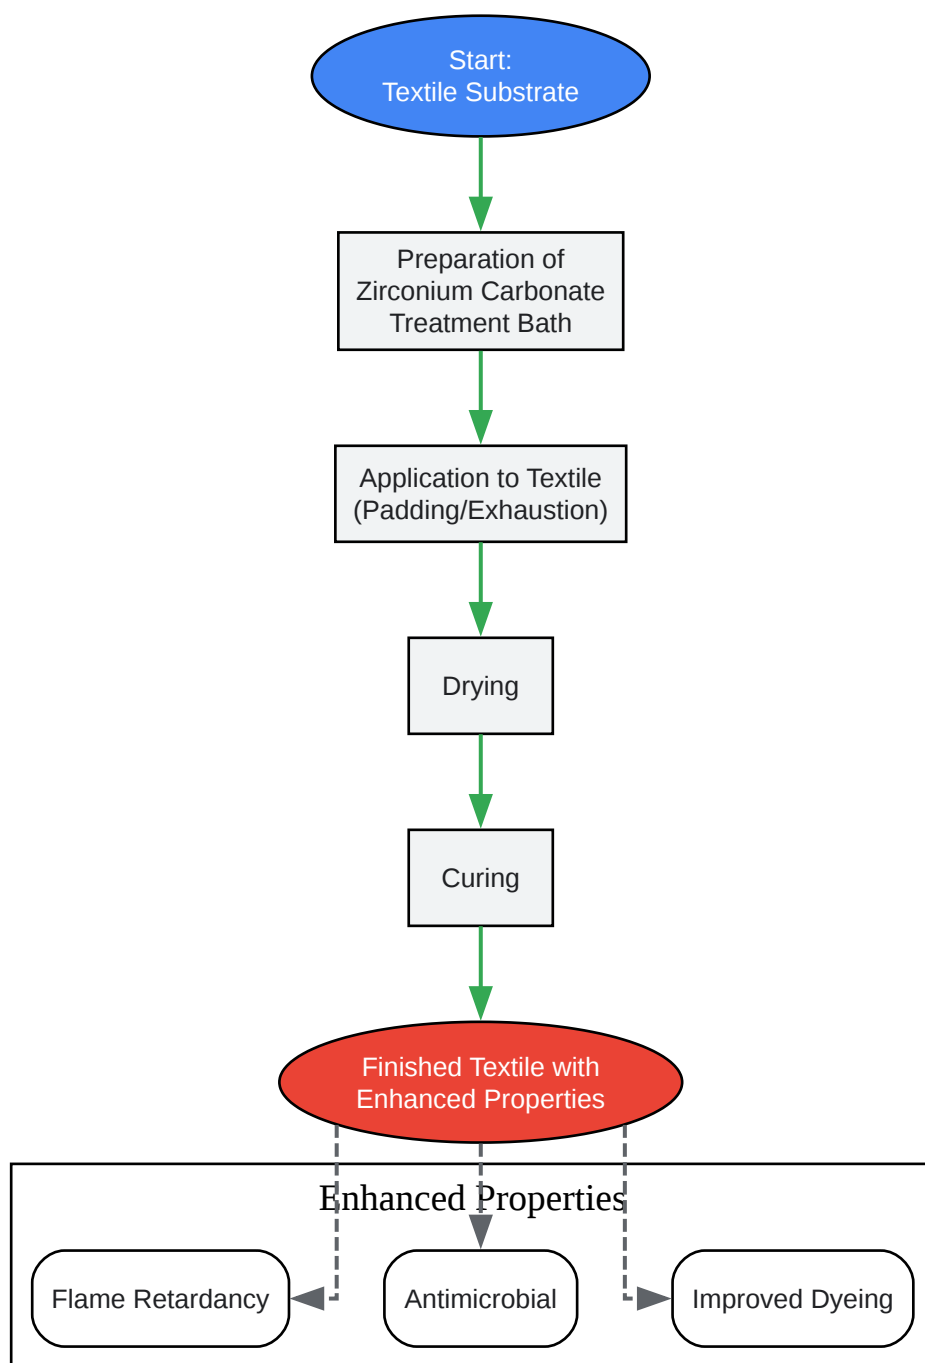 Start:
Textile Substrate
Preparation of
Zirconium Carbonate
Treatment Bath
Application to Textile
(Padding/Exhaustion)
Drying
Curing
Finished Textile with
Enhanced Properties
Enhanced Properties
Flame Retardancy
Antimicrobial
Improved Dyeing